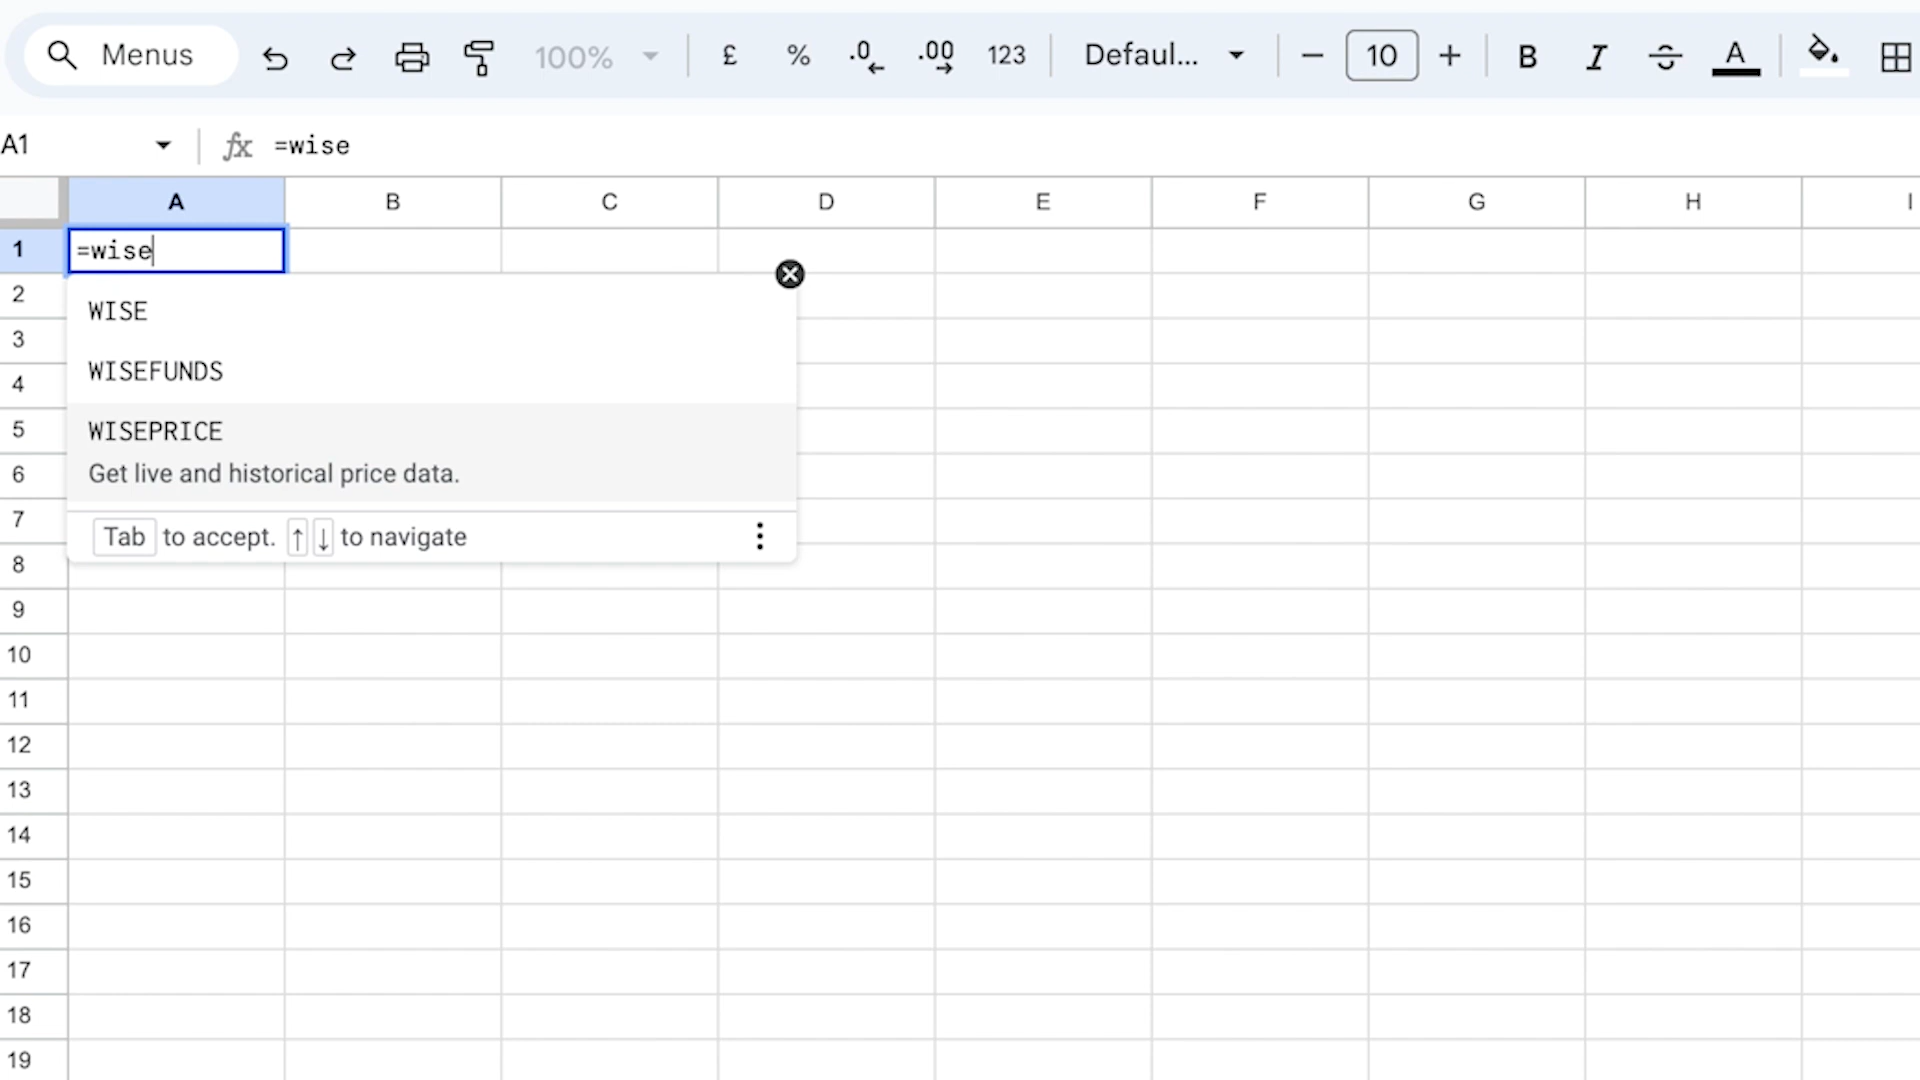 Menus 100% £ % .0 .00 123 Defaul... 10 B I S A
A1 fx =wise
A B C D E F G H I
1 =wise
2
WISE
3
4
WISEFUNDS
5
WISEPRICE
6
Get live and historical price data.
7
Tab to accept. ↑ ↓ to navigate
8
9
10
11
12
13
14
15
16
17
18
19